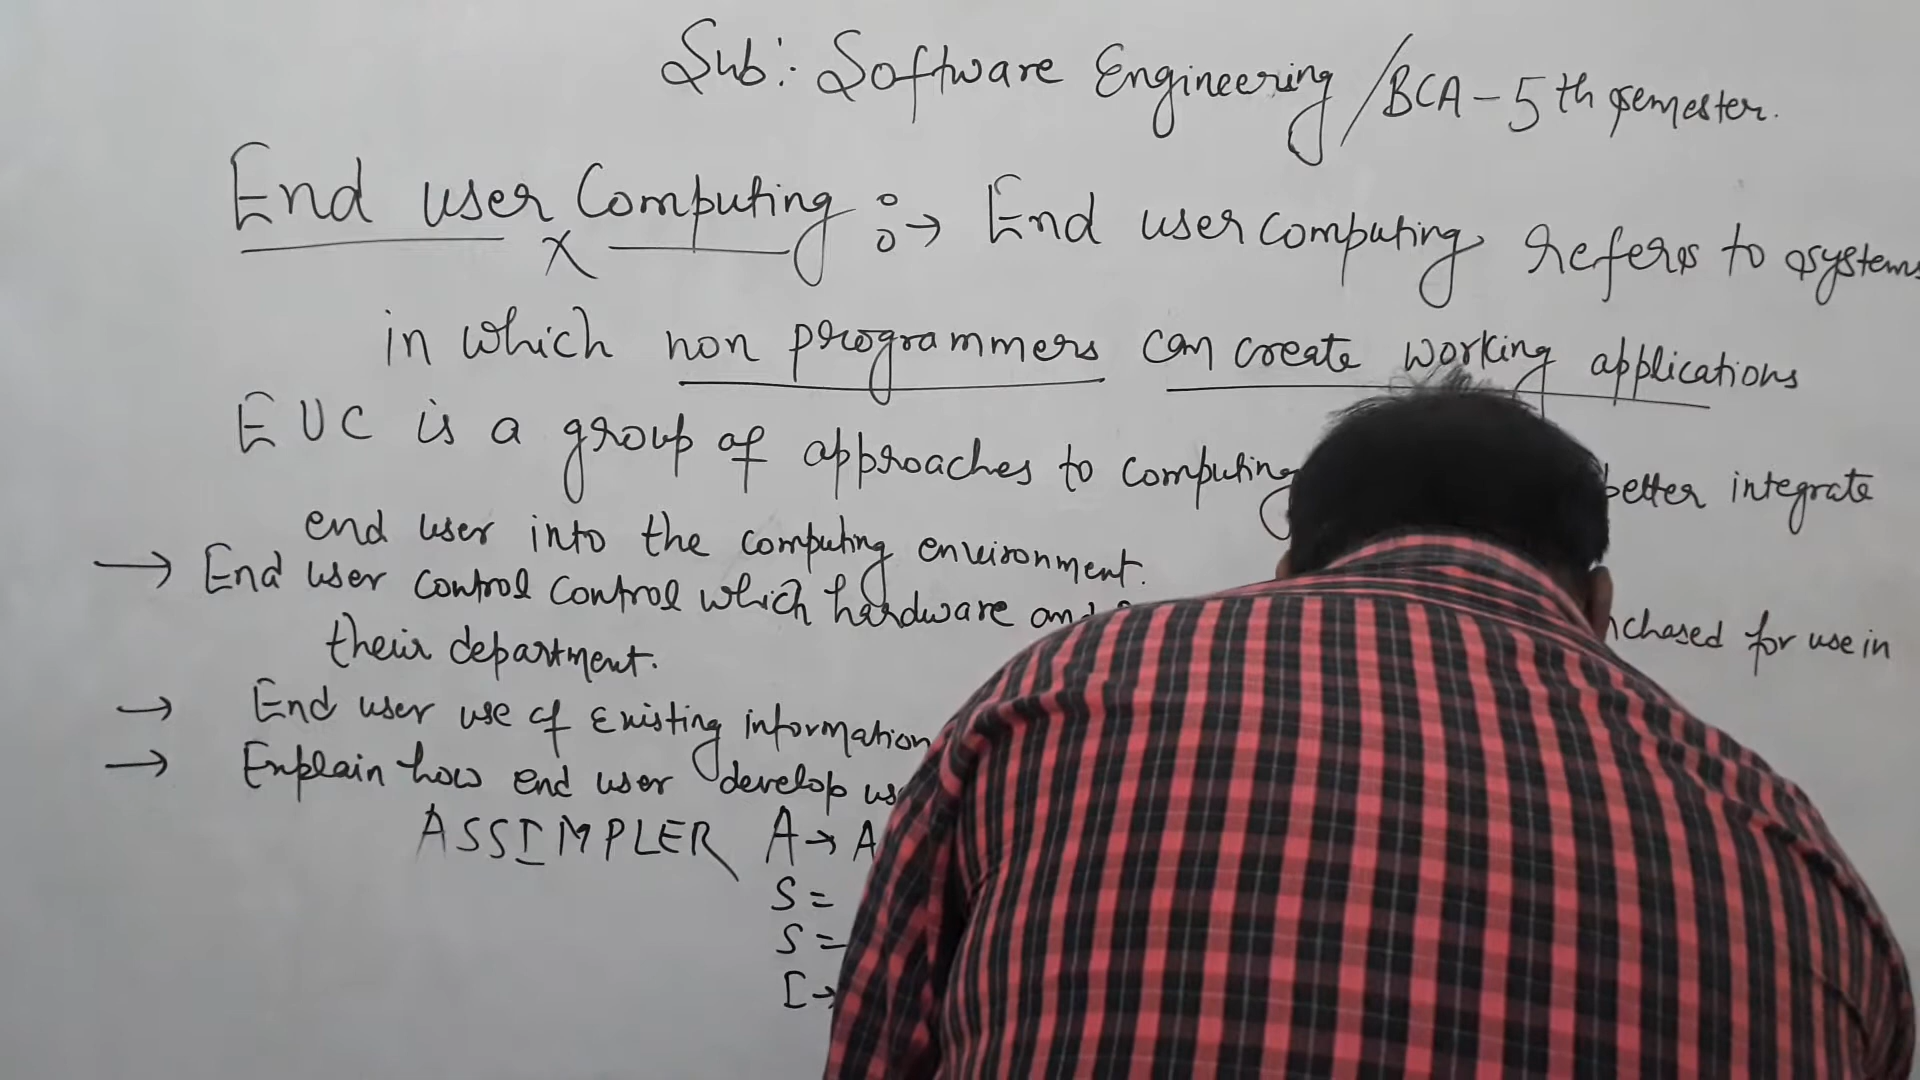 Sub:- Software Engineering /BCA-5th semester.
End user Computing :→ End user computing refers to systems
in which non programmers can create working applications
EUC is a group of approaches to computing better integrate
end user into the computing environment.
→ End user control control which hardware and for use in
their department.
→ End user use of Existing information
→ Explain how end user develop
ASSIMPLER A→ A
S=
S=
I→